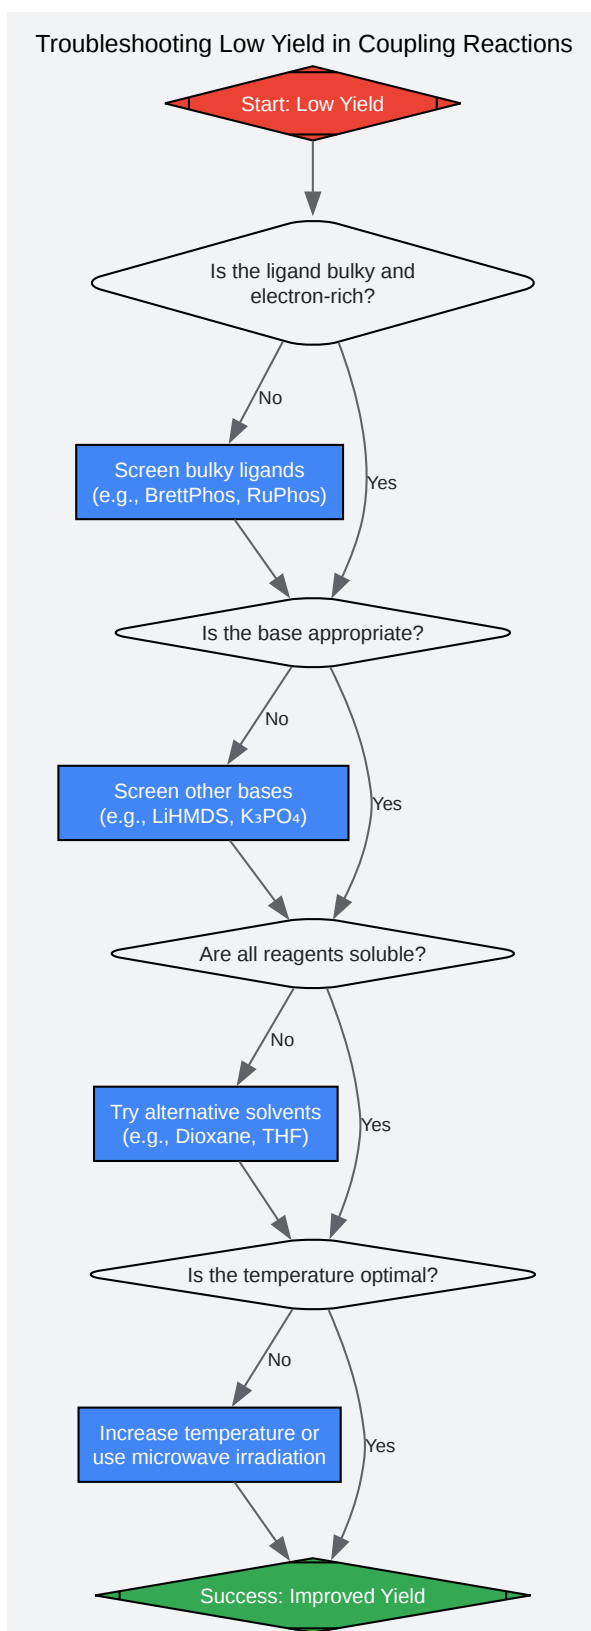 Troubleshooting Low Yield in Coupling Reactions
Start: Low Yield
Is the ligand bulky and
electron-rich?
No
Screen bulky ligands
(e.g., BrettPhos, RuPhos)
Yes
Is the base appropriate?
No
Screen other bases
(e.g., LiHMDS, K₃PO₄)
Yes
Are all reagents soluble?
No
Try alternative solvents
(e.g., Dioxane, THF)
Yes
Is the temperature optimal?
No
Increase temperature or
use microwave irradiation
Yes
Success: Improved Yield